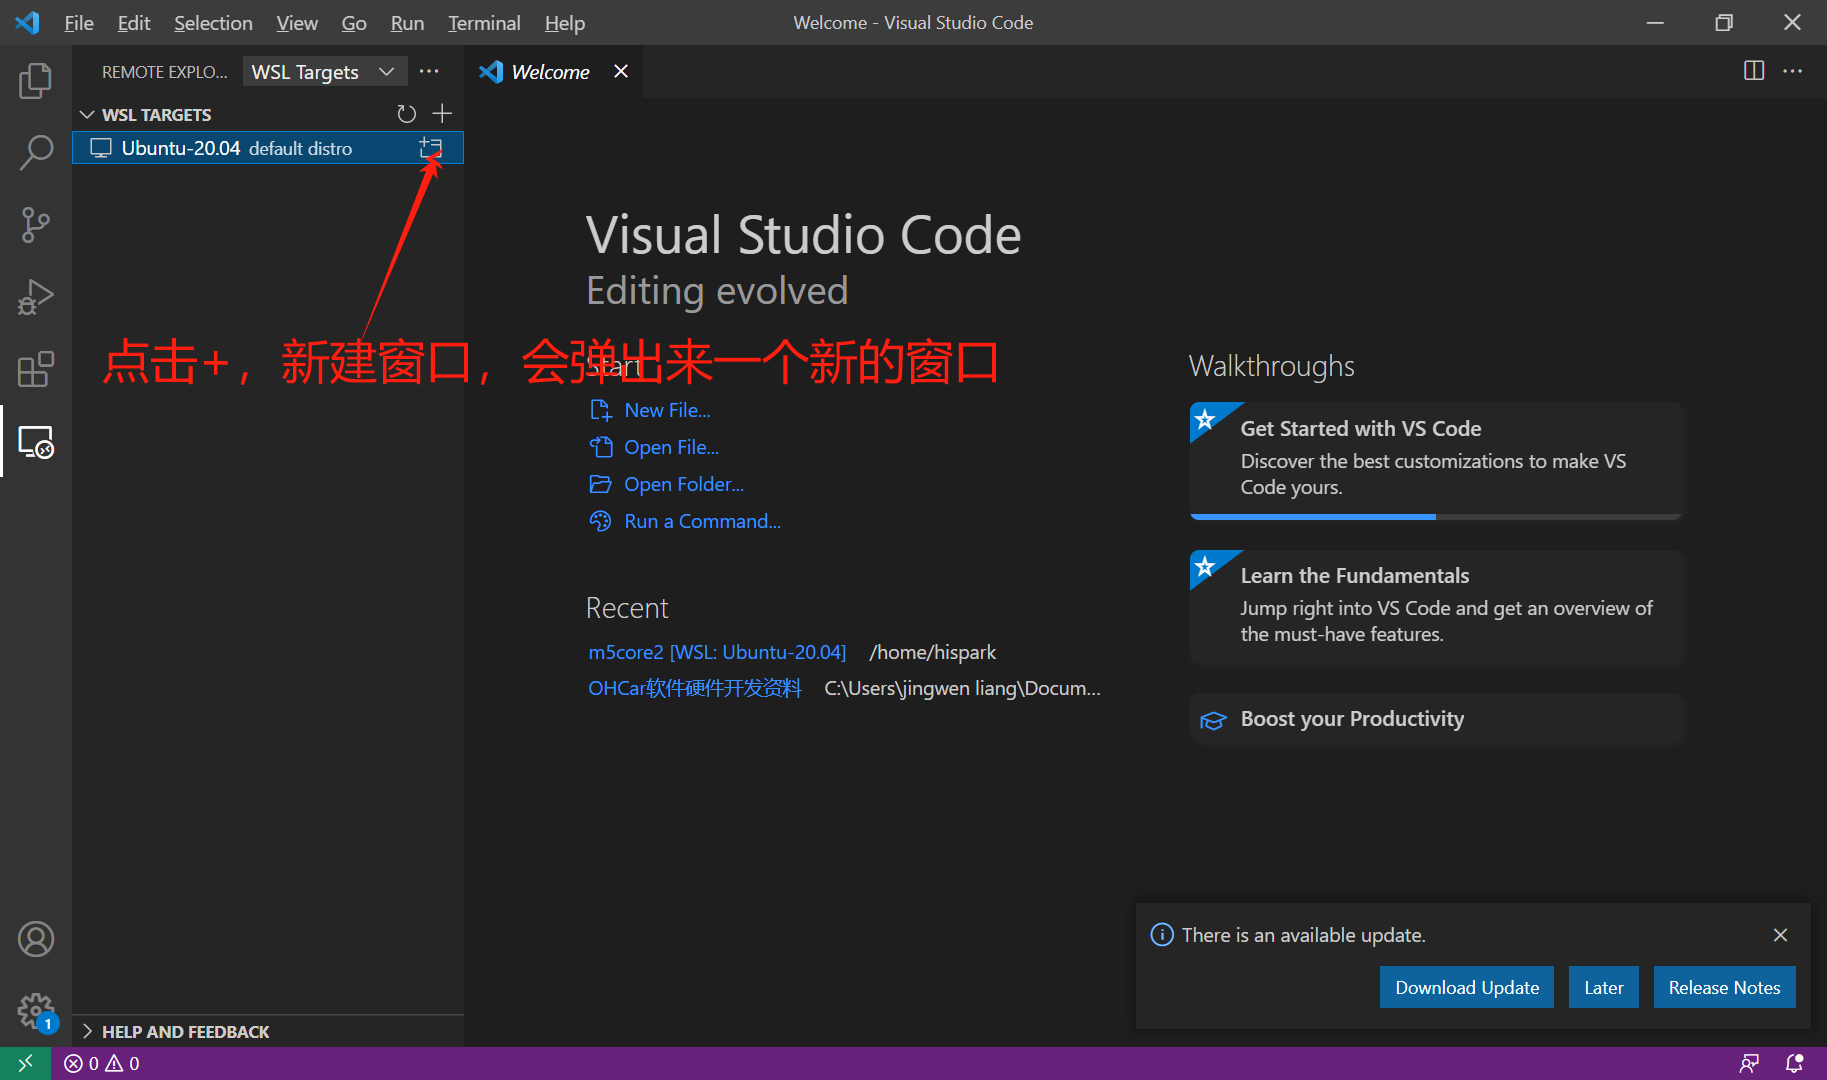 File Edit Selection View Go Run Terminal Help
Welcome - Visual Studio Code
REMOTE EXPLO... WSL Targets
Welcome
WSL TARGETS
Ubuntu-20.04 default distro
Visual Studio Code
Editing evolved
点击+，新建窗口，会弹出来一个新的窗口
Start
New File...
Open File...
Open Folder...
Run a Command...
Recent
m5core2 [WSL: Ubuntu-20.04] /home/hispark
OHCar软件硬件开发资料 C:\Users\jingwen liang\Docum...
Walkthroughs
Get Started with VS Code
Discover the best customizations to make VS
Code yours.
Learn the Fundamentals
Jump right into VS Code and get an overview of
the must-have features.
Boost your Productivity
There is an available update.
Download Update Later Release Notes
1
HELP AND FEEDBACK
0 0